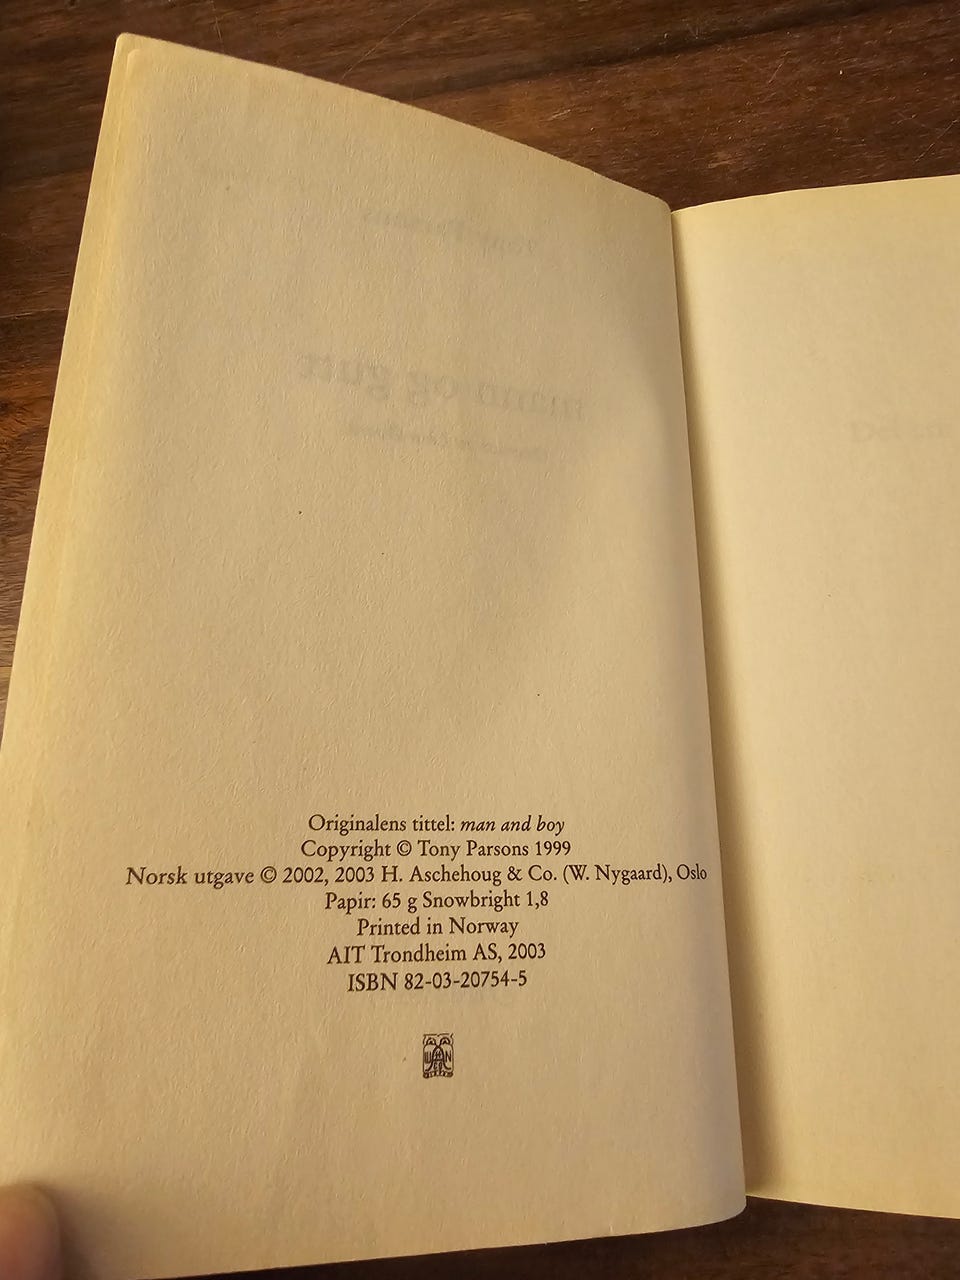 Originalens tittel: man and boy
Copyright © Tony Parsons 1999
Norsk utgave © 2002, 2003 H. Aschehoug & Co. (W. Nygaard), Oslo
Papir: 65 g Snowbright 1,8
Printed in Norway
AIT Trondheim AS, 2003
ISBN 82-03-20754-5